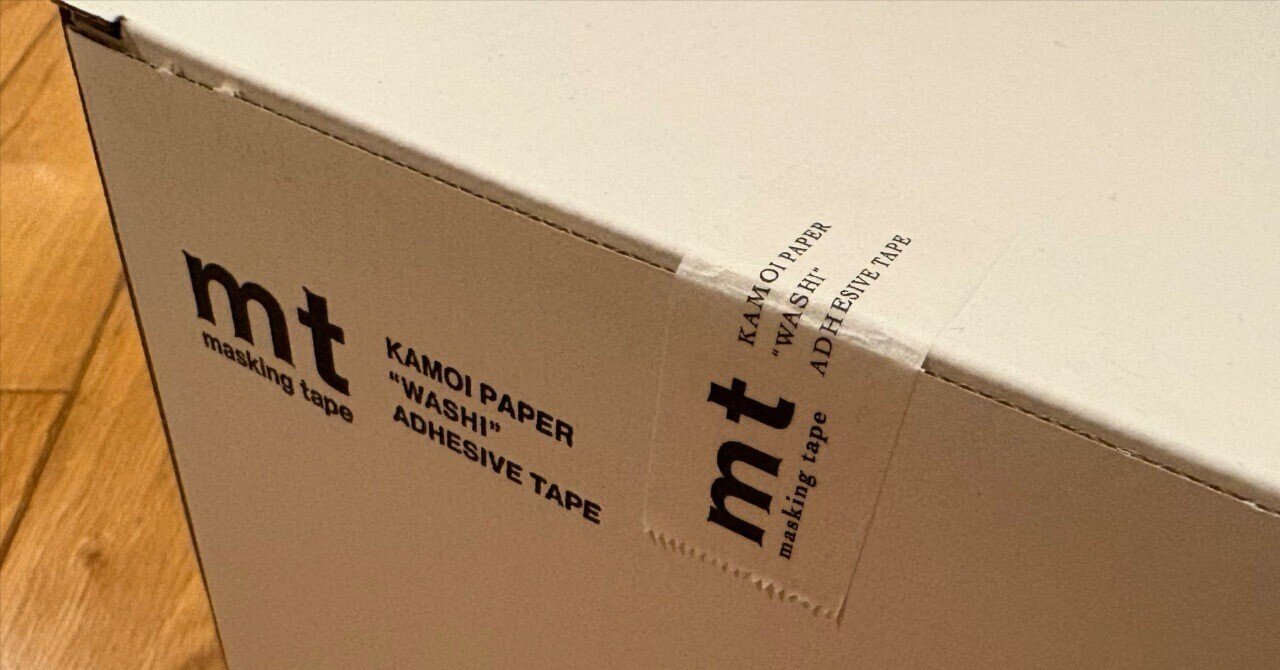 mt
masking tape
KAMOI PAPER
“WASHI”
ADHESIVE TAPE
mt
masking tape
KAMOI PAPER
“WASHI”
ADHESIVE TAPE